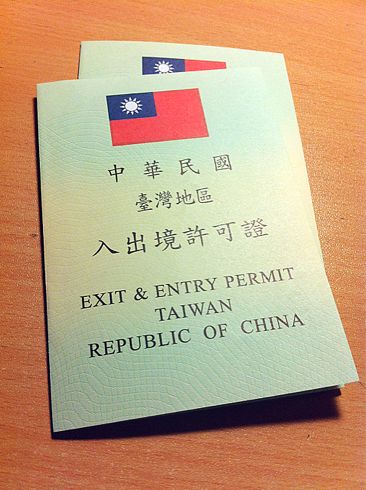 中華民國
臺灣地區
入出境許可證
EXIT & ENTRY PERMIT
TAIWAN
REPUBLIC OF CHINA